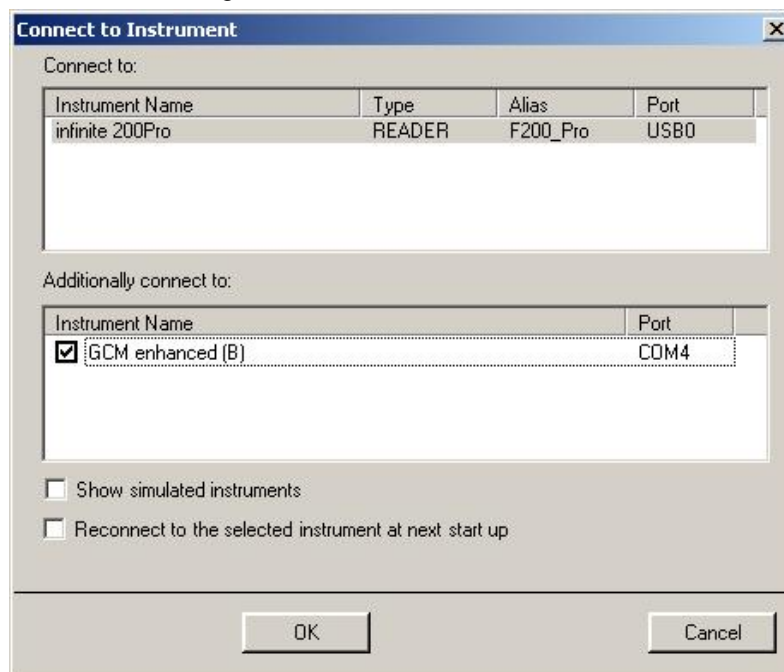 Connect to Instrument
Connect to:
Instrument Name Type Alias Port
infinite 200Pro READER F200_Pro USB0
Additionally connect to:
Instrument Name Port
GCM enhanced (B) COM4
Show simulated instruments
Reconnect to the selected instrument at next start up
OK Cancel